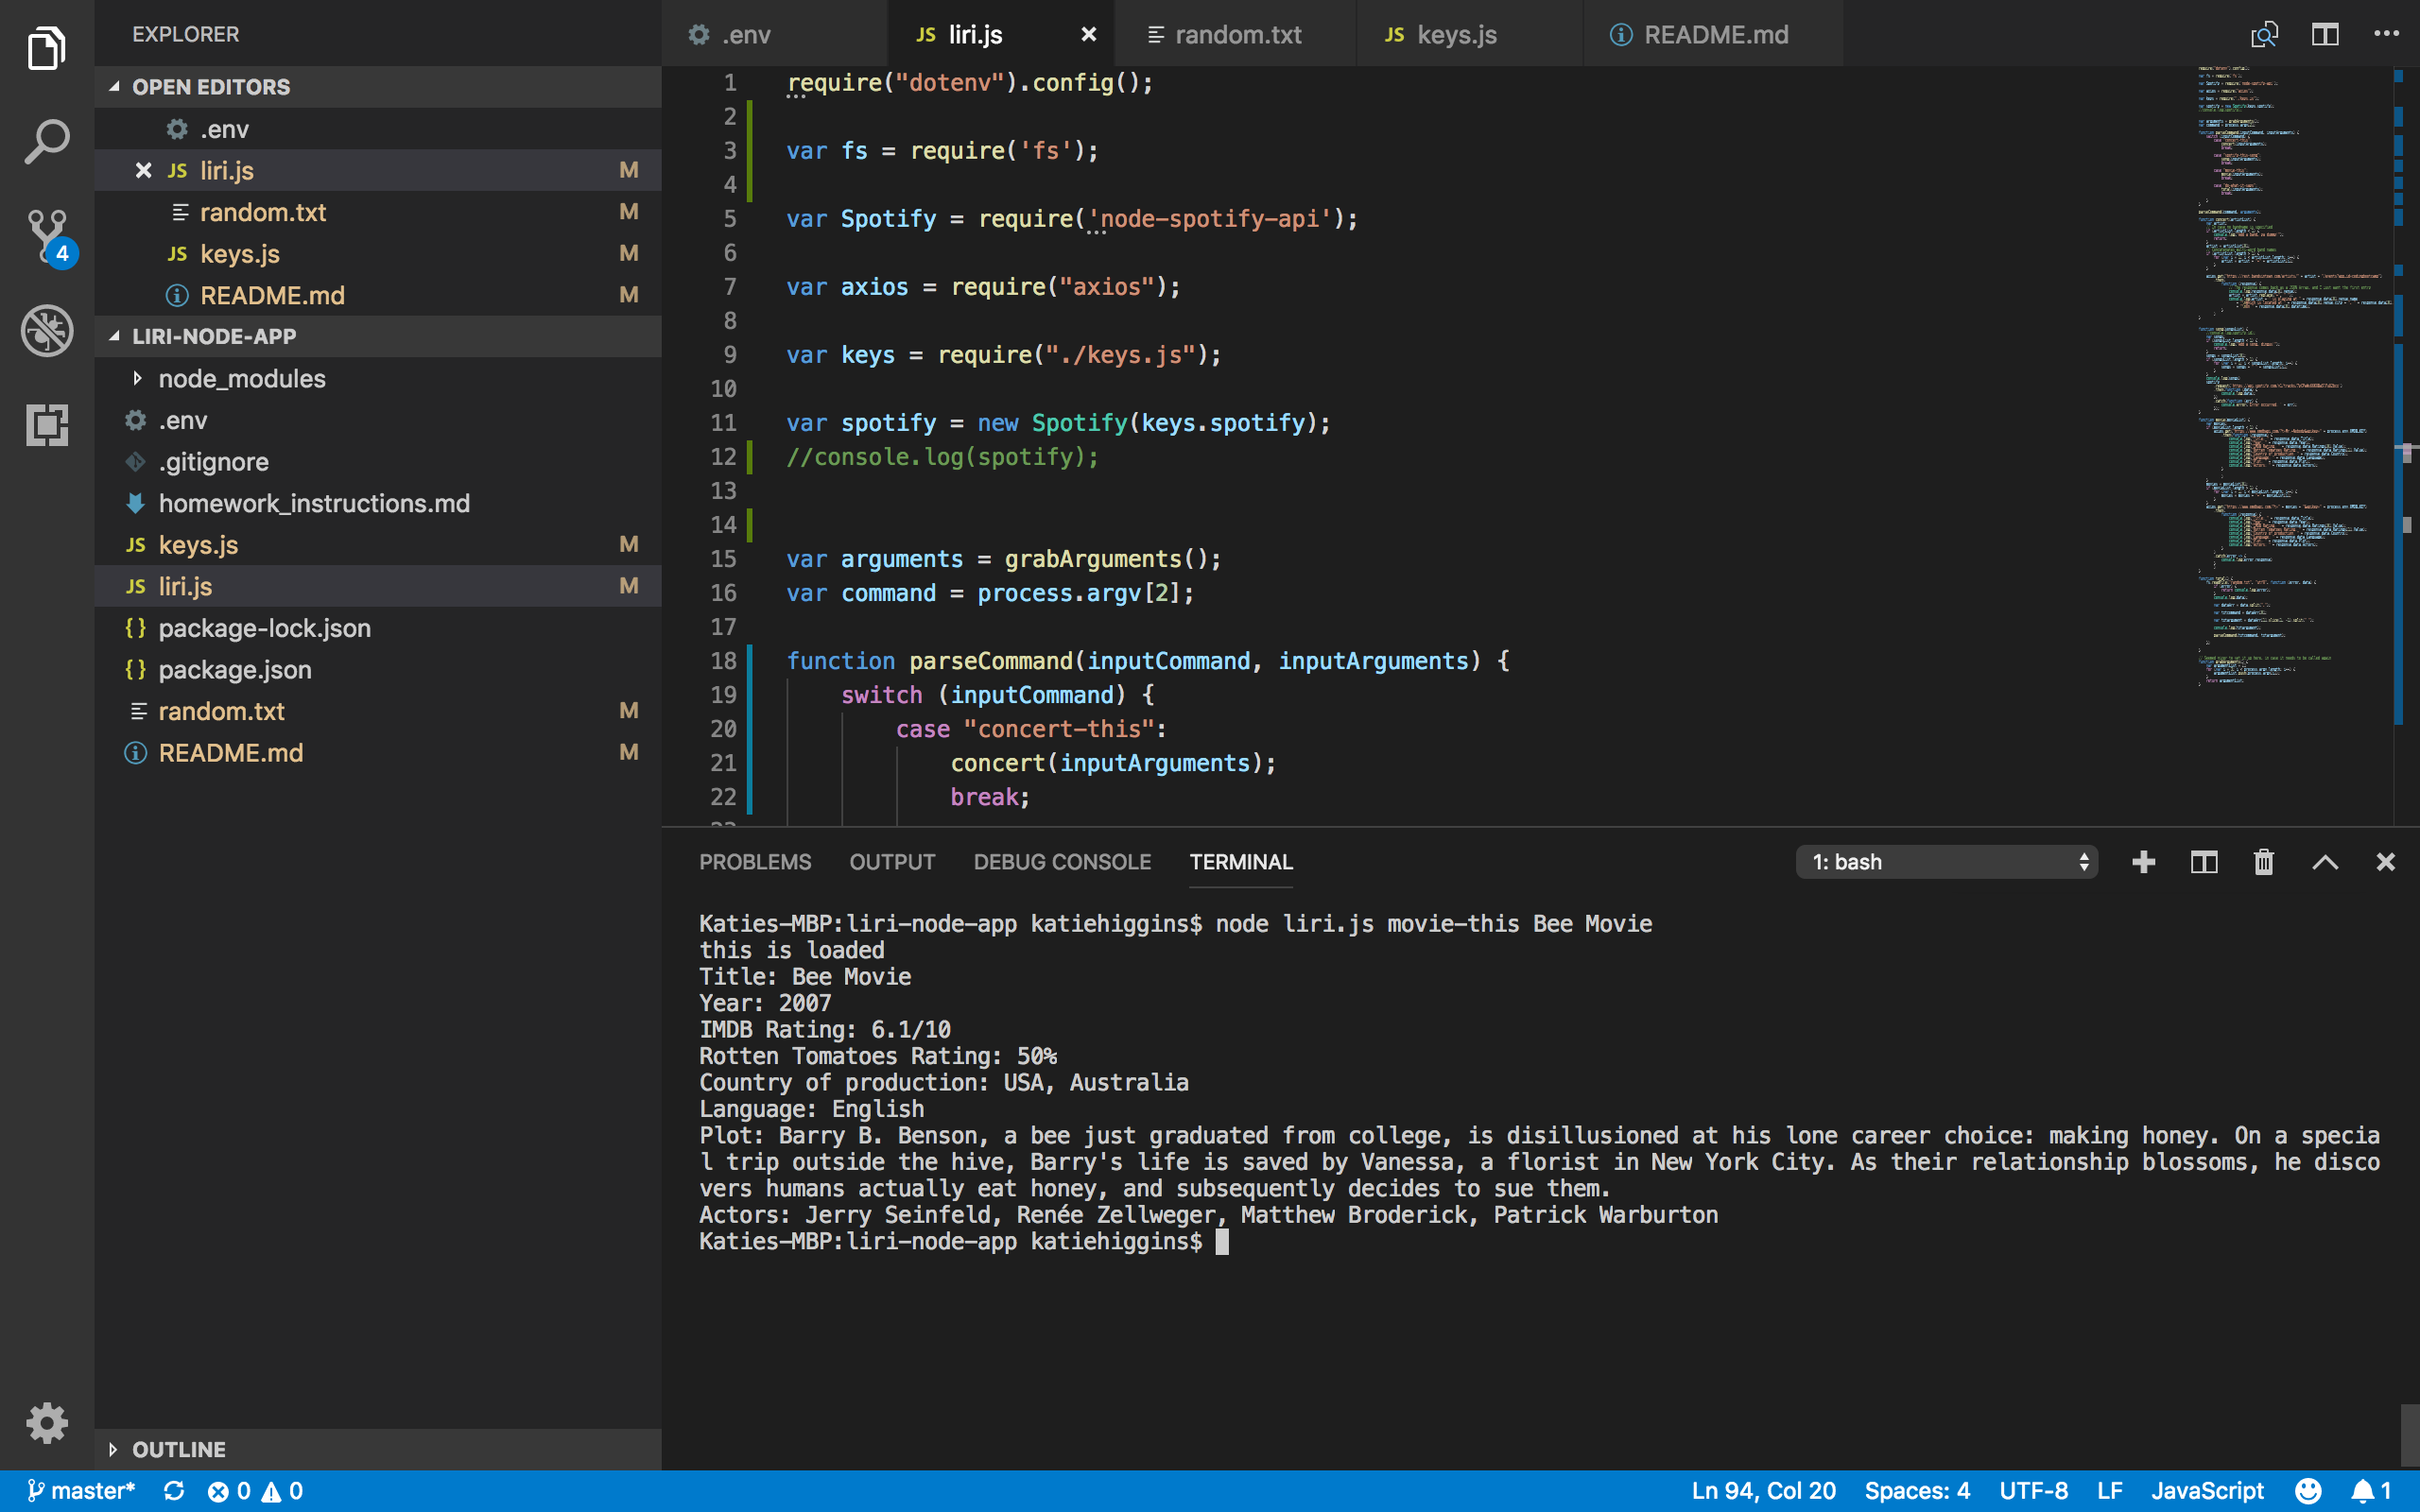 EXPLORER
OPEN EDITORS
.env
JS liri.js M
random.txt M
JS keys.js M
README.md M
LIRI-NODE-APP
node_modules
.env
.gitignore
homework_instructions.md
JS keys.js M
JS liri.js M
{} package-lock.json
{} package.json
random.txt M
README.md M
OUTLINE
4
.env
JS liri.js
random.txt
JS keys.js
README.md
1 require("dotenv").config();
2
3 var fs = require('fs');
4
5 var Spotify = require('node-spotify-api');
6
7 var axios = require("axios");
8
9 var keys = require("./keys.js");
10
11 var spotify = new Spotify(keys.spotify);
12 //console.log(spotify);
13
14
15 var arguments = grabArguments();
16 var command = process.argv[2];
17
18 function parseCommand(inputCommand, inputArguments) {
19 switch (inputCommand) {
20 case "concert-this":
21 concert(inputArguments);
22 break;
PROBLEMS OUTPUT DEBUG CONSOLE TERMINAL 1: bash
Katies-MBP:liri-node-app katiehiggins$ node liri.js movie-this Bee Movie
this is loaded
Title: Bee Movie
Year: 2007
IMDB Rating: 6.1/10
Rotten Tomatoes Rating: 50%
Country of production: USA, Australia
Language: English
Plot: Barry B. Benson, a bee just graduated from college, is disillusioned at his lone career choice: making honey. On a specia
l trip outside the hive, Barry's life is saved by Vanessa, a florist in New York City. As their relationship blossoms, he disco
vers humans actually eat honey, and subsequently decides to sue them.
Actors: Jerry Seinfeld, Renée Zellweger, Matthew Broderick, Patrick Warburton
Katies-MBP:liri-node-app katiehiggins$
master* 0 0 Ln 94, Col 20 Spaces: 4 UTF-8 LF JavaScript 1